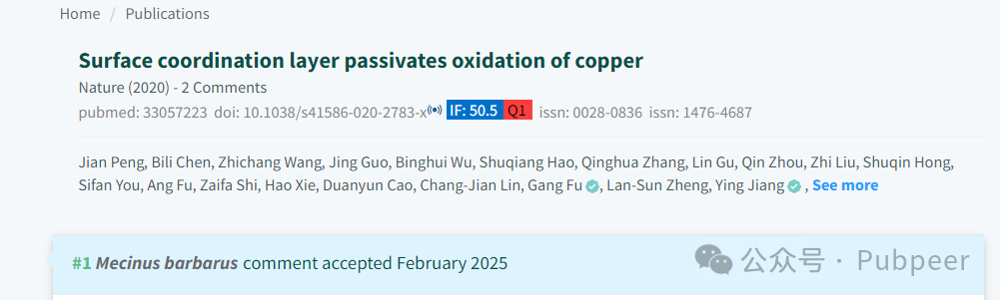 Home / Publications
Surface coordination layer passivates oxidation of copper
Nature (2020) - 2 Comments
pubmed: 33057223 doi: 10.1038/s41586-020-2783-x IF: 50.5 Q1 issn: 0028-0836 issn: 1476-4687
Jian Peng, Bili Chen, Zhichang Wang, Jing Guo, Binghui Wu, Shuqiang Hao, Qinghua Zhang, Lin Gu, Qin Zhou, Zhi Liu, Shuqin Hong,
Sifan You, Ang Fu, Zaifa Shi, Hao Xie, Duanyun Cao, Chang-Jian Lin, Gang Fu, Lan-Sun Zheng, Ying Jiang , See more
#1 Mecinus barbarus comment accepted February 2025
公众号 · Pubpeer